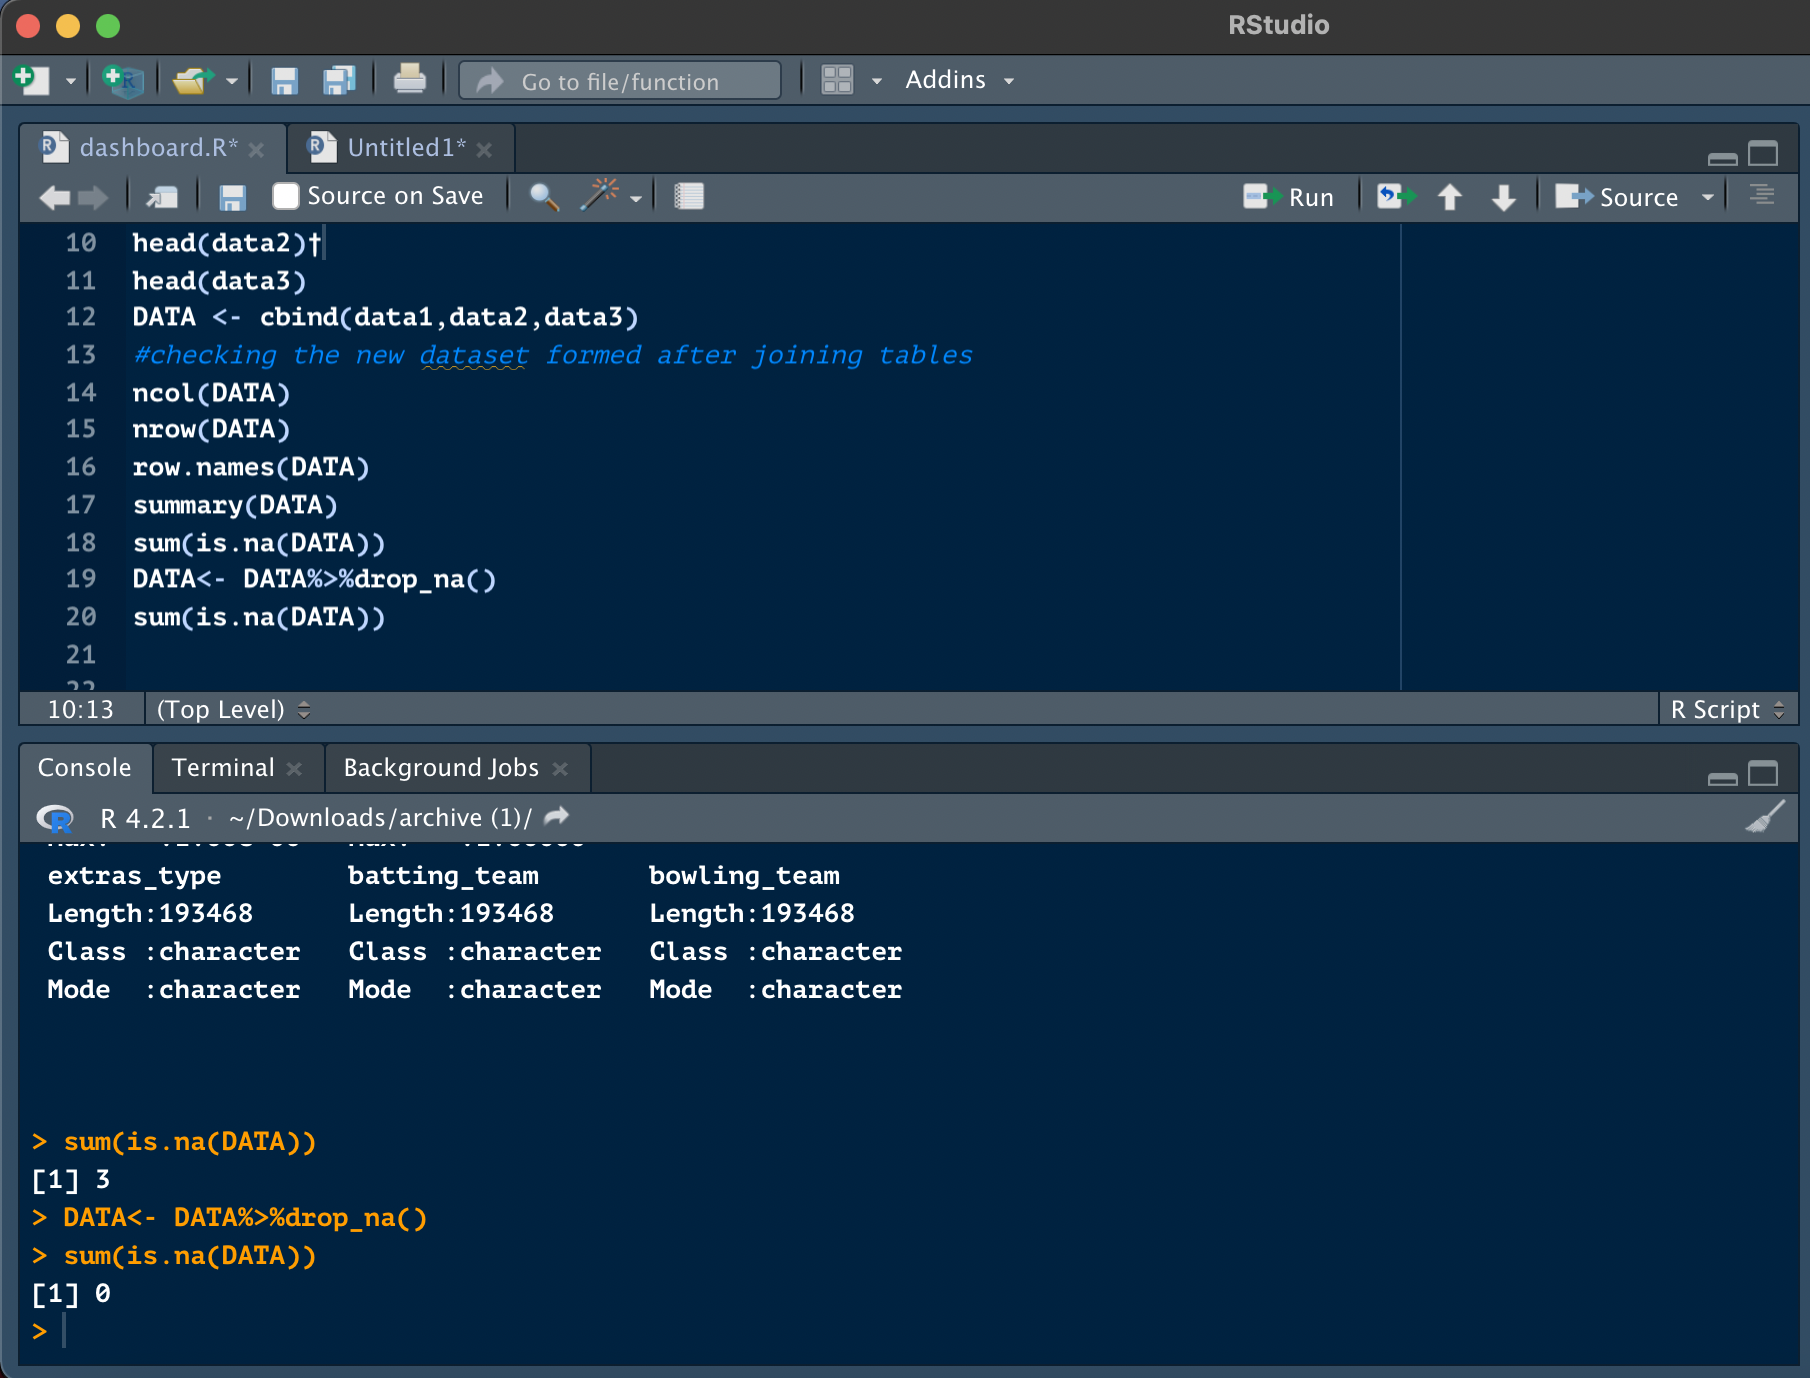 RStudio
Go to file/function
Addins
dashboard.R*
Untitled1*
Source on Save
Run
Source
10 head(data2)†
11 head(data3)
12 DATA <- cbind(data1,data2,data3)
13 #checking the new dataset formed after joining tables
14 ncol(DATA)
15 nrow(DATA)
16 row.names(DATA)
17 summary(DATA)
18 sum(is.na(DATA))
19 DATA<- DATA%>%drop_na()
20 sum(is.na(DATA))
21
22
10:13 (Top Level) R Script
Console Terminal Background Jobs
R 4.2.1 · ~/Downloads/archive (1)/
extras_type batting_team bowling_team
Length:193468 Length:193468 Length:193468
Class :character Class :character Class :character
Mode :character Mode :character Mode :character
> sum(is.na(DATA))
[1] 3
> DATA<- DATA%>%drop_na()
> sum(is.na(DATA))
[1] 0
>